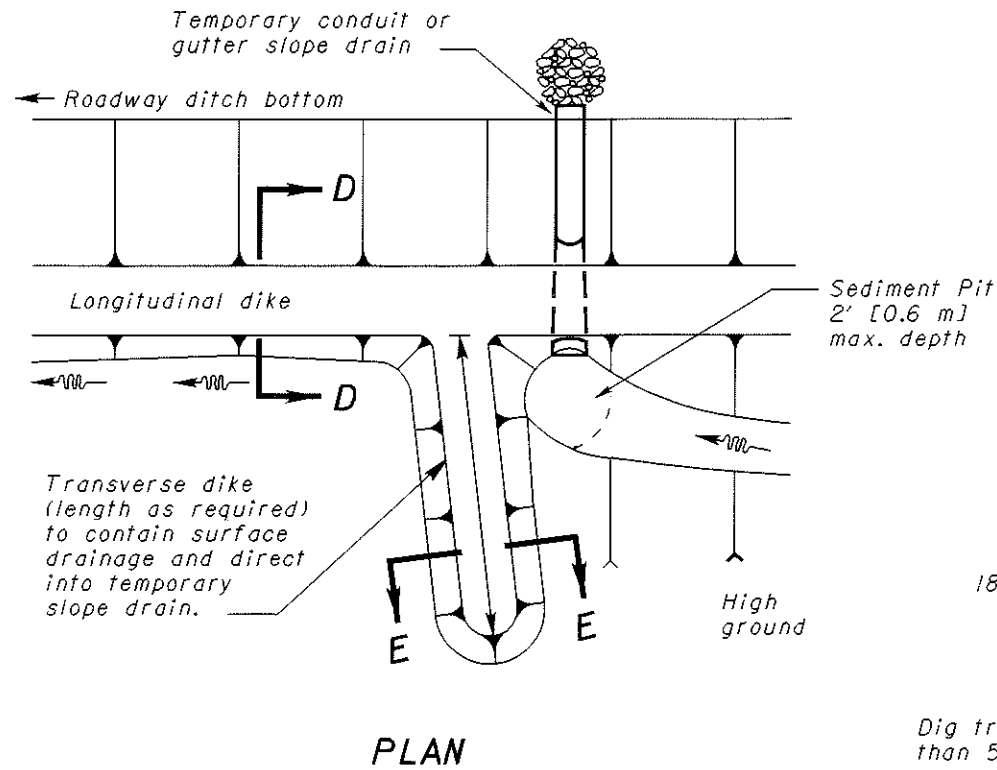 Temporary conduit or
gutter slope drain
Roadway ditch bottom
D
Longitudinal dike
Sediment Pit
2' [0.6 m]
max. depth
D
Transverse dike
(length as required)
to contain surface
drainage and direct
into temporary
slope drain.
E
E
High
ground
18
PLAN
Dig tr
than 5